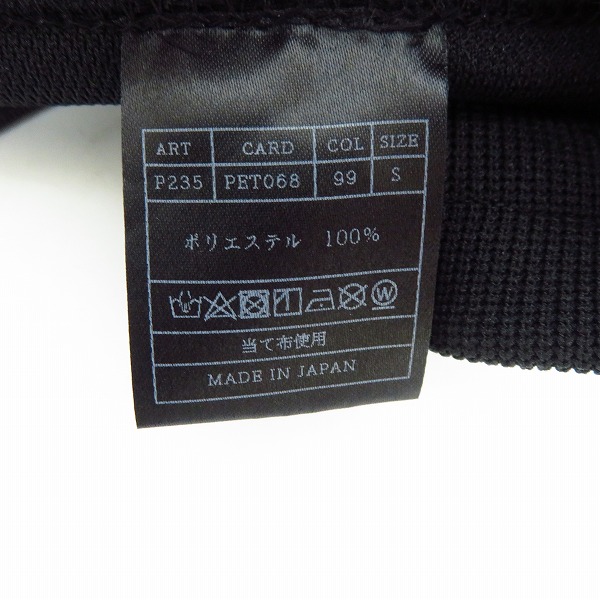 ART CARD COL SIZE
P235 PET068 99 S
ポリエステル 100%
W
当て布使用
MADE IN JAPAN